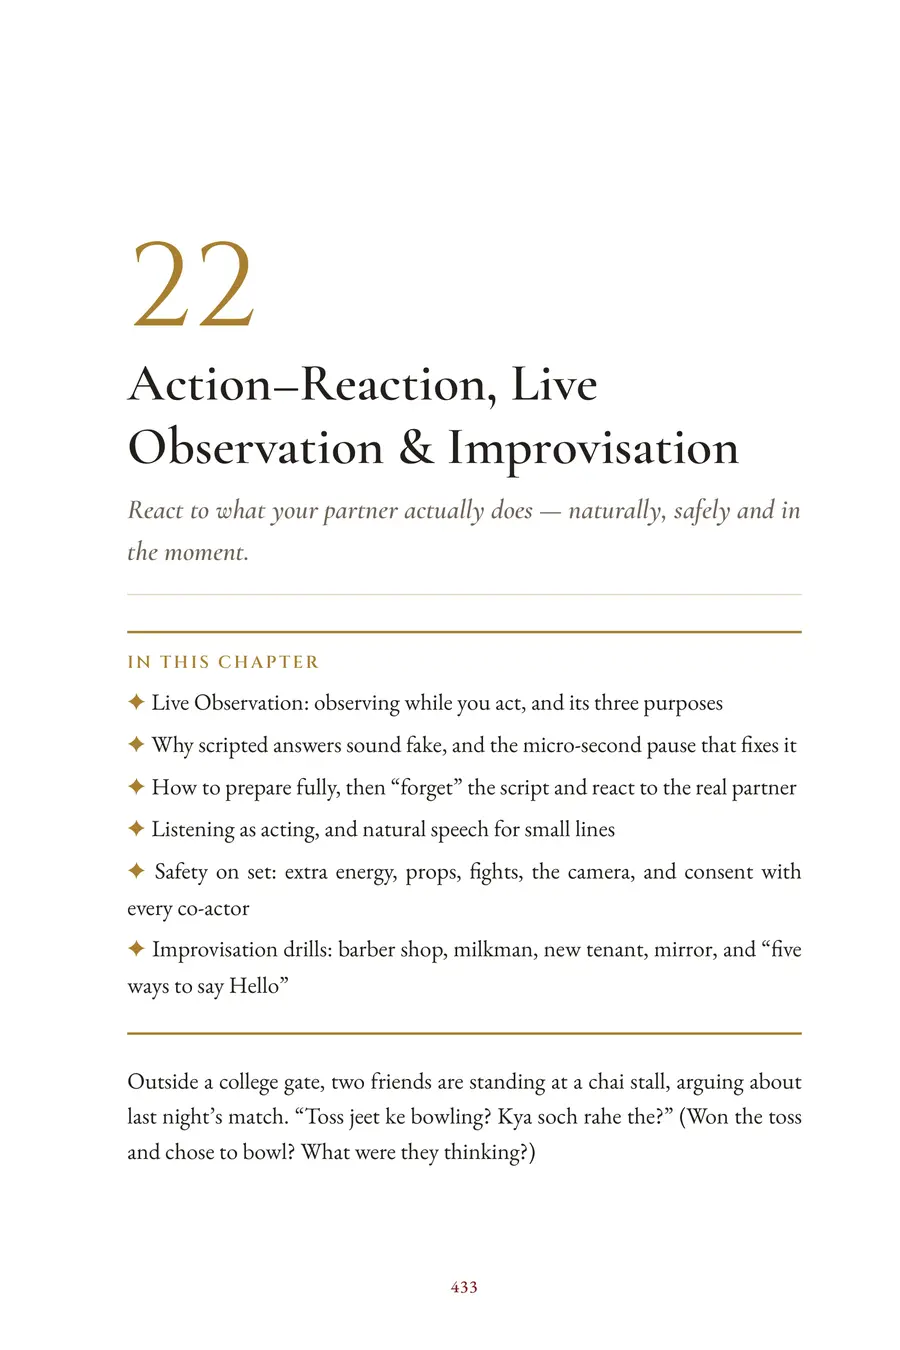 22
Action–Reaction, Live
Observation & Improvisation
React to what your partner actually does — naturally, safely and in
the moment.
IN THIS CHAPTER
✦ Live Observation: observing while you act, and its three purposes
✦ Why scripted answers sound fake, and the micro-second pause that fixes it
✦ How to prepare fully, then “forget” the script and react to the real partner
✦ Listening as acting, and natural speech for small lines
✦ Safety on set: extra energy, props, fights, the camera, and consent with
every co-actor
✦ Improvisation drills: barber shop, milkman, new tenant, mirror, and “five
ways to say Hello”
Outside a college gate, two friends are standing at a chai stall, arguing about
last night’s match. “Toss jeet ke bowling? Kya soch rahe the?” (Won the toss
and chose to bowl? What were they thinking?)
433